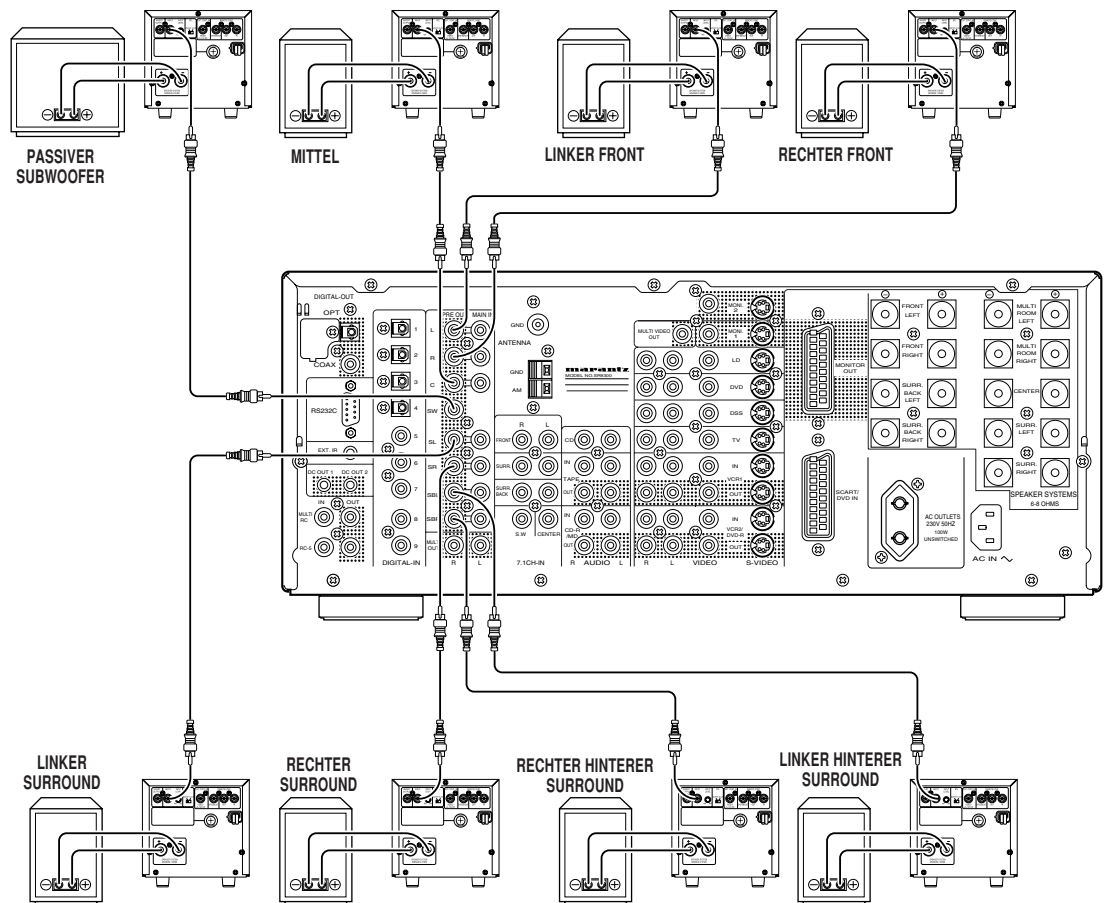 PASSIVER
SUBWOOFER
MITTEL
LINKER FRONT
RECHTER FRONT
DIGITAL-OUT
OPT
COAX
RS232C
EXT. IR
DC OUT 1 DC OUT 2
IN OUT
MULTI
RC
RC-5
1
2
3
4
5
6
7
8
9
DIGITAL-IN
PRE OUT MAIN IN
L
R
C
SW
SL
SR
SBL
SBR
R L
GND
ANTENNA
GND
AM
marantz
MODEL NO.SR9300
R L
FRONT
SURR.
SURR.
BACK
S.W CENTER
7.1CH-IN
CD
IN
TAPE
OUT
IN
CD-R
/MD
OUT
R AUDIO L
MONI.
2
MULTI VIDEO
OUT
MONI.
1
LD
DVD
DSS
TV
IN
VCR1
OUT
IN
VCR2/
DVD-R
OUT
R L VIDEO S-VIDEO
MONITOR
OUT
SCART/
DVD IN
− +
FRONT
LEFT
FRONT
RIGHT
SURR.
BACK
LEFT
SURR.
BACK
RIGHT
− +
MULTI
ROOM
LEFT
MULTI
ROOM
RIGHT
CENTER
SURR.
LEFT
SURR.
RIGHT
SPEAKER SYSTEMS
6-8 OHMS
AC OUTLETS
230V 50HZ
100W
UNSWITCHED
AC IN ~
LINKER
SURROUND
RECHTER
SURROUND
RECHTER HINTERER
SURROUND
LINKER HINTERER
SURROUND